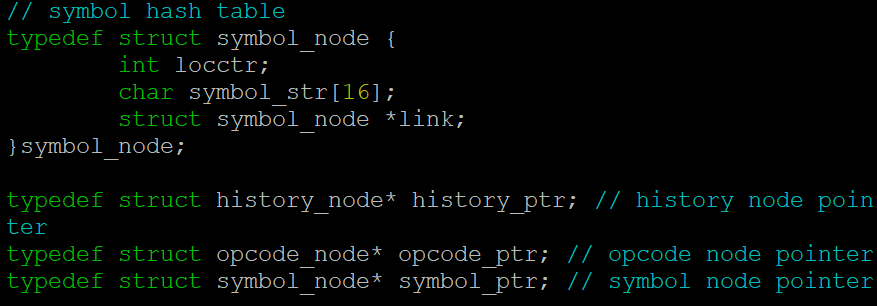 // symbol hash table
typedef struct symbol_node {
        int locctr;
        char symbol_str[16];
        struct symbol_node *link;
}symbol_node;

typedef struct history_node* history_ptr; // history node poin
ter
typedef struct opcode_node* opcode_ptr; // opcode node pointer
typedef struct symbol_node* symbol_ptr; // symbol node pointer